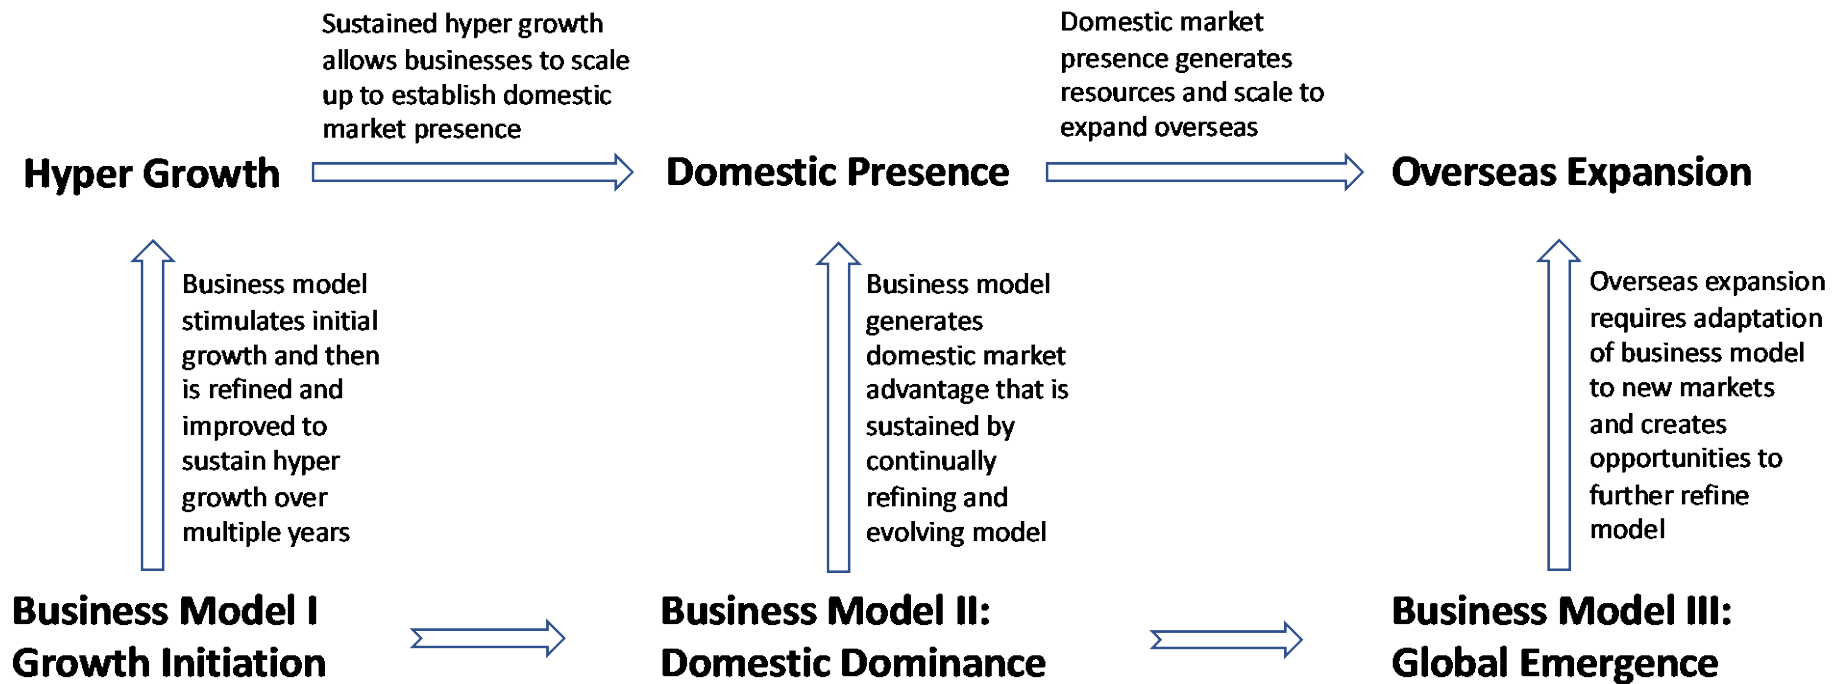 Sustained hyper growth
allows businesses to scale
up to establish domestic
market presence
Domestic market
presence generates
resources and scale to
expand overseas
Hyper Growth
Domestic Presence
Overseas Expansion
Business model
stimulates initial
growth and then
is refined and
improved to
sustain hyper
growth over
multiple years
Business model
generates
domestic market
advantage that is
sustained by
continually
refining and
evolving model
Overseas expansion
requires adaptation
of business model
to new markets
and creates
opportunities to
further refine
model
Business Model I
Growth Initiation
Business Model II:
Domestic Dominance
Business Model III:
Global Emergence